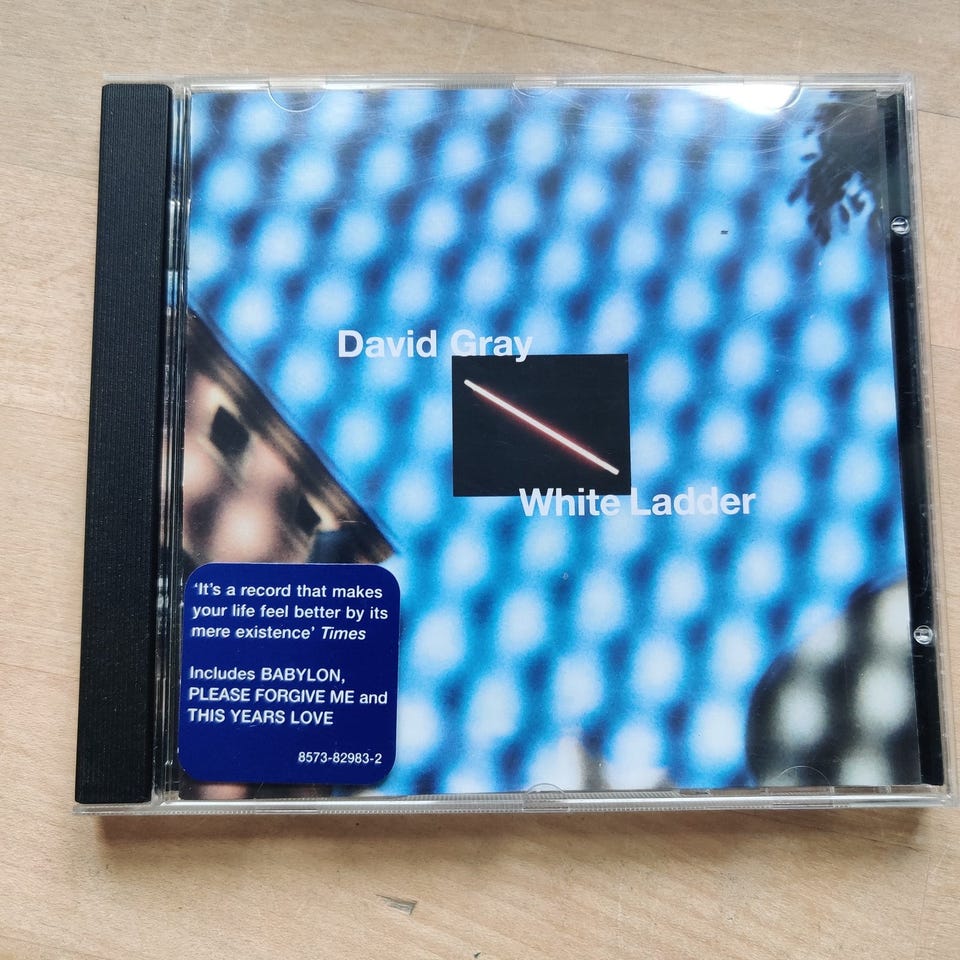 David Gray
White Ladder
‘It's a record that makes
your life feel better by its
mere existence’ Times
Includes BABYLON,
PLEASE FORGIVE ME and
THIS YEARS LOVE
8573-82983-2